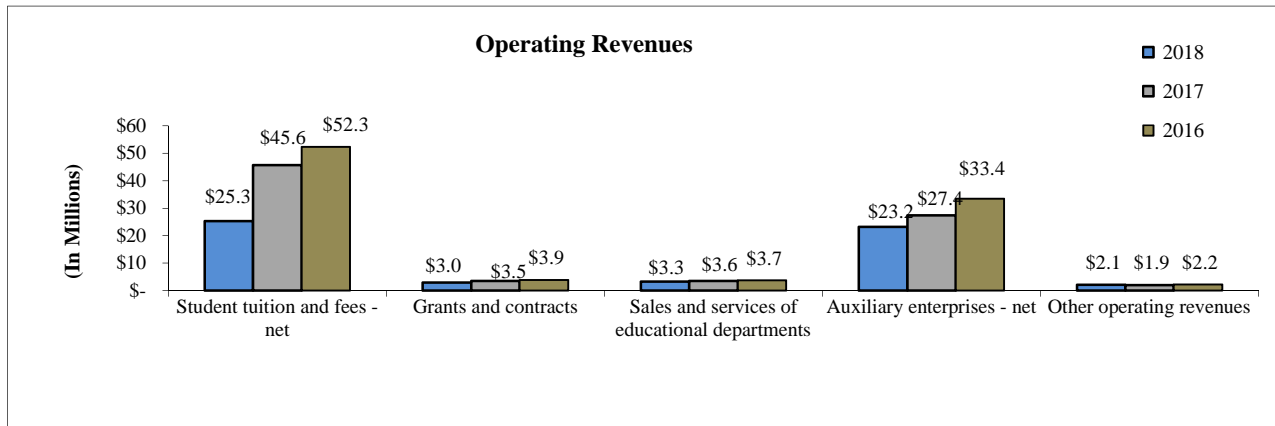 Operating Revenues
2018
2017
2016
(In Millions)
$60
$50
$40
$30
$20
$10
$-
$25.3
$45.6
$52.3
$3.0
$3.5
$3.9
$3.3
$3.6
$3.7
$23.2
$27.4
$33.4
$2.1
$1.9
$2.2
Student tuition and fees -
net
Grants and contracts
Sales and services of
educational departments
Auxiliary enterprises - net
Other operating revenues